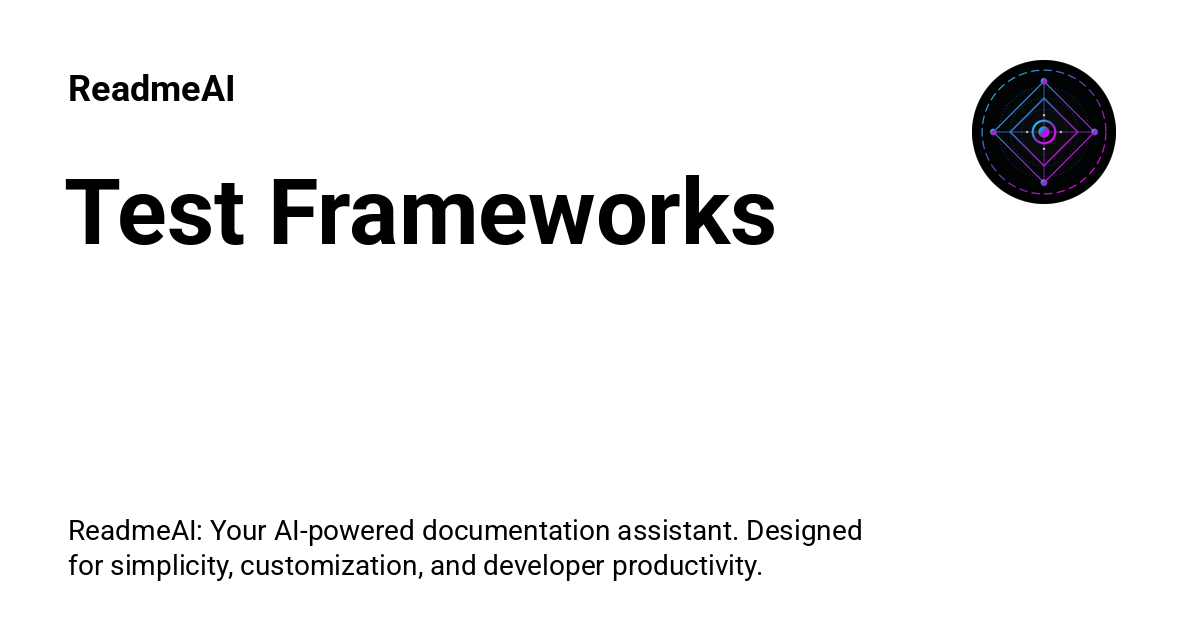 ReadmeAI
Test Frameworks
ReadmeAI: Your AI-powered documentation assistant. Designed
for simplicity, customization, and developer productivity.